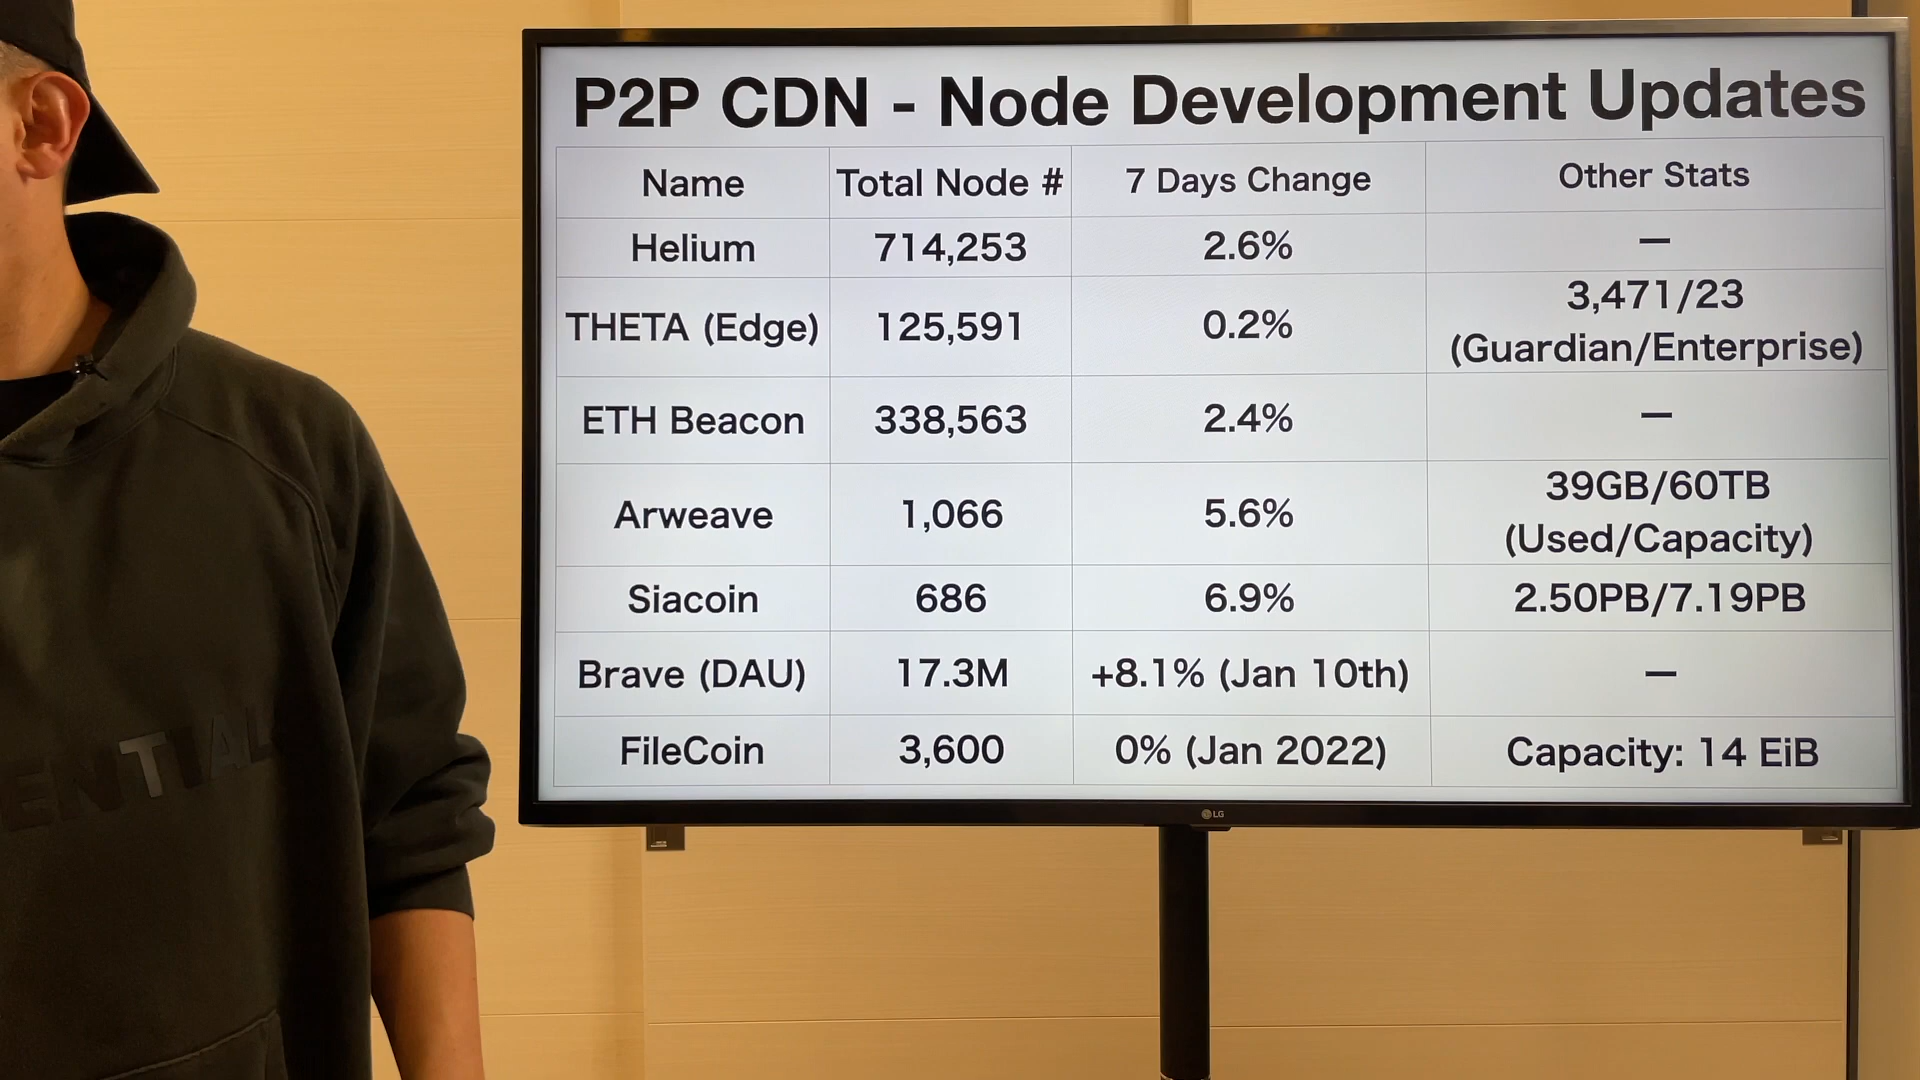 P2P CDN - Node Development Updates
Name Total Node # 7 Days Change Other Stats
Helium 714,253 2.6% —
THETA (Edge) 125,591 0.2% 3,471/23
(Guardian/Enterprise)
ETH Beacon 338,563 2.4% —
Arweave 1,066 5.6% 39GB/60TB
(Used/Capacity)
Siacoin 686 6.9% 2.50PB/7.19PB
Brave (DAU) 17.3M +8.1% (Jan 10th) —
FileCoin 3,600 0% (Jan 2022) Capacity: 14 EiB
LG
ENTIAL